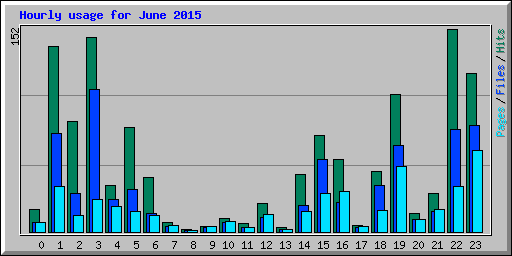 Hourly usage for June 2015
152
Pages/Files/Hits
0 1 2 3 4 5 6 7 8 9 10 11 12 13 14 15 16 17 18 19 20 21 22 23